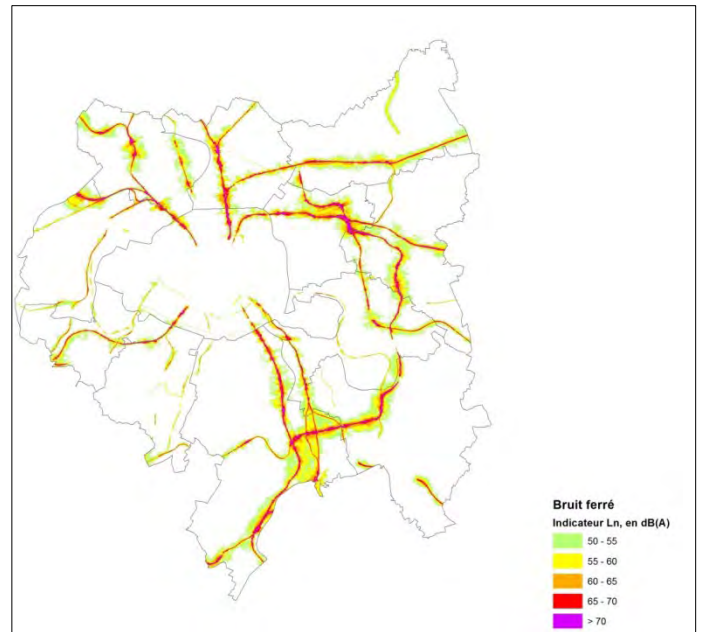 Bruit ferré
Indicateur Ln, en dB(A)
50 - 55
55 - 60
60 - 65
65 - 70
> 70